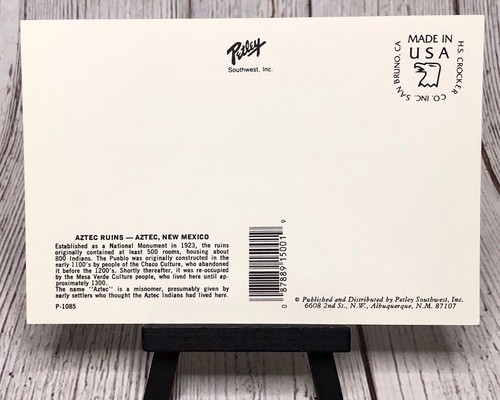 Petley
Southwest, Inc.
MADE IN
USA
H.S. CROCKER CO. INC. SAN BRUNO, CA
AZTEC RUINS — AZTEC, NEW MEXICO
Established as a National Monument in 1923, the ruins
originally contained at least 500 rooms, housing about
800 Indians. The Pueblo was originally constructed in the
early 1100's by people of the Chaco Culture, who abandoned
it before the 1200's. Shortly thereafter, it was re-occupied
by the Mesa Verde Culture people, who lived here until ap-
proximately 1300.
The name "Aztec" is a misnomer, presumably given by
early settlers who thought the Aztec Indians had lived here.
P-1085
0 87889 15001 9
© Published and Distributed by Petley Southwest, Inc.
6608 2nd St., N.W., Albuquerque, N.M. 87107